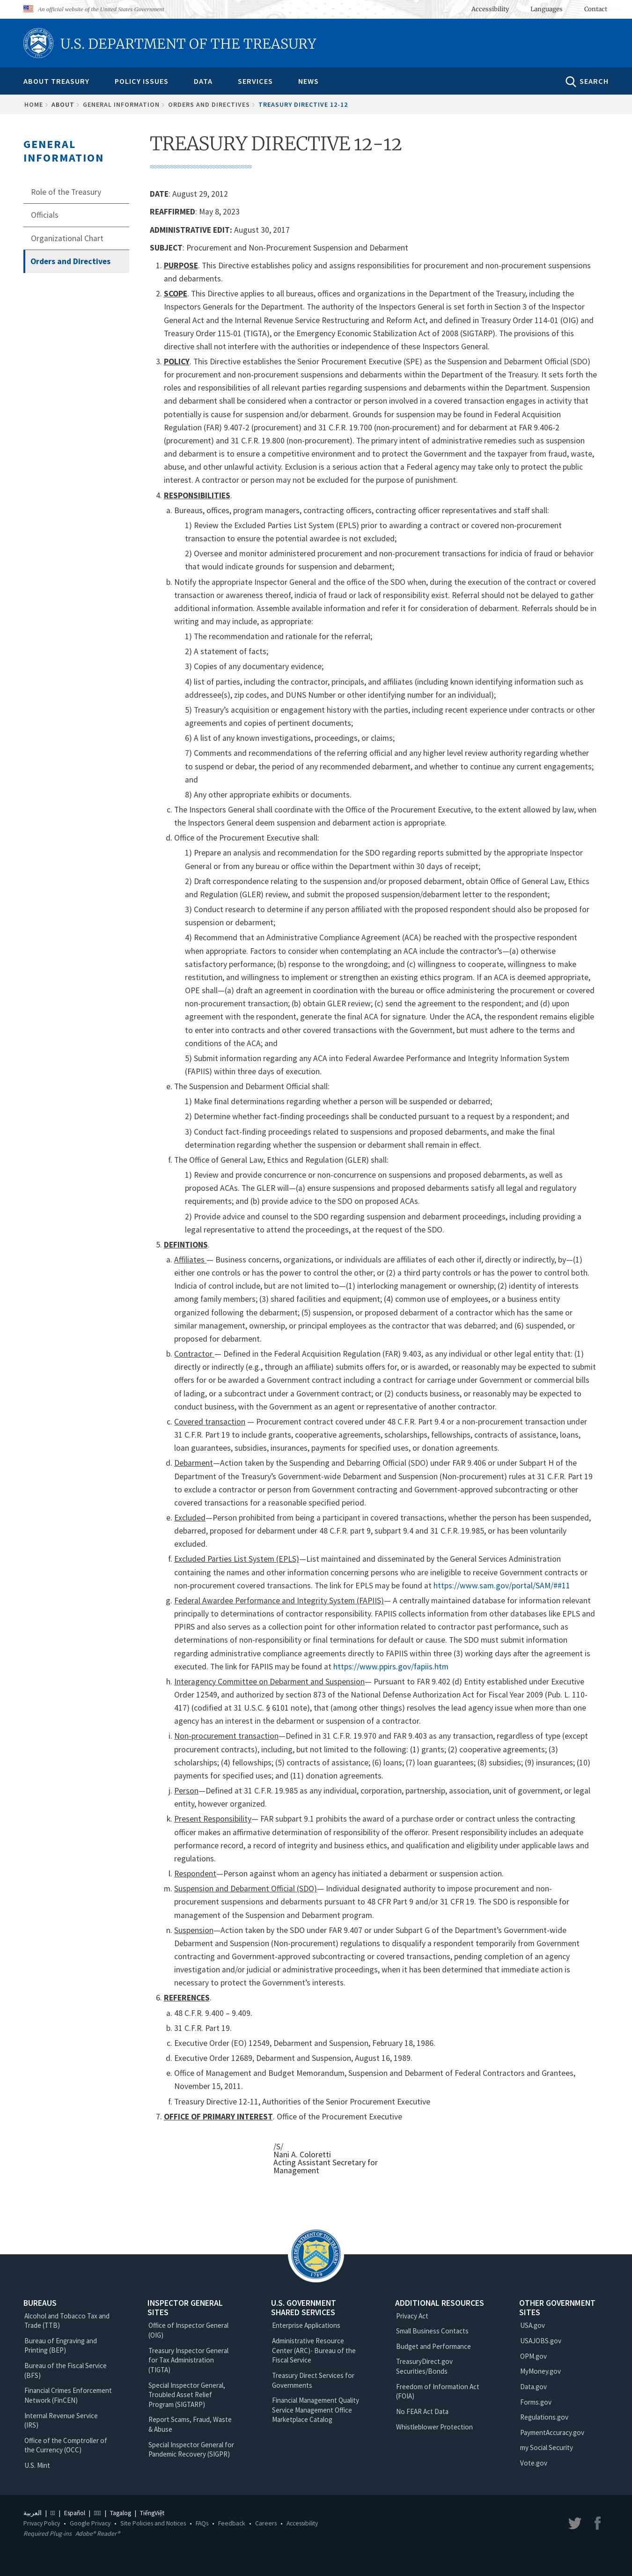 An official website of the United States Government
Accessibility
Languages
Contact
U.S. DEPARTMENT OF THE TREASURY
ABOUT TREASURY
POLICY ISSUES
DATA
SERVICES
NEWS
SEARCH
HOME
ABOUT
GENERAL INFORMATION
ORDERS AND DIRECTIVES
TREASURY DIRECTIVE 12-12
GENERAL
INFORMATION
Role of the Treasury
Officials
Organizational Chart
Orders and Directives
TREASURY DIRECTIVE 12-12
DATE: August 29, 2012
REAFFIRMED: May 8, 2023
ADMINISTRATIVE EDIT: August 30, 2017
SUBJECT: Procurement and Non-Procurement Suspension and Debarment
1. PURPOSE. This Directive establishes policy and assigns responsibilities for procurement and non-procurement suspensions
and debarments.
2. SCOPE. This Directive applies to all bureaus, offices and organizations in the Department of the Treasury, including the
Inspectors Generals for the Department. The authority of the Inspectors General is set forth in Section 3 of the Inspector
General Act and the Internal Revenue Service Restructuring and Reform Act, and defined in Treasury Order 114-01 (OIG) and
Treasury Order 115-01 (TIGTA), or the Emergency Economic Stabilization Act of 2008 (SIGTARP). The provisions of this
directive shall not interfere with the authorities or independence of these Inspectors General.
3. POLICY. This Directive establishes the Senior Procurement Executive (SPE) as the Suspension and Debarment Official (SDO)
for procurement and non-procurement suspensions and debarments within the Department of the Treasury. It sets forth the
roles and responsibilities of all relevant parties regarding suspensions and debarments within the Department. Suspension
and debarment shall be considered when a contractor or person involved in a covered transaction engages in activity that
potentially is cause for suspension and/or debarment. Grounds for suspension may be found in Federal Acquisition
Regulation (FAR) 9.407-2 (procurement) and 31 C.F.R. 19.700 (non-procurement) and for debarment at FAR 9.406-2
(procurement) and 31 C.F.R. 19.800 (non-procurement). The primary intent of administrative remedies such as suspension
and debarment is to ensure a competitive environment and to protect the Government and the taxpayer from fraud, waste,
abuse, and other unlawful activity. Exclusion is a serious action that a Federal agency may take only to protect the public
interest. A contractor or person may not be excluded for the purpose of punishment.
4. RESPONSIBILITIES.
a. Bureaus, offices, program managers, contracting officers, contracting officer representatives and staff shall:
1) Review the Excluded Parties List System (EPLS) prior to awarding a contract or covered non-procurement
transaction to ensure the potential awardee is not excluded;
2) Oversee and monitor administered procurement and non-procurement transactions for indicia of fraud or behavior
that would indicate grounds for suspension and debarment;
b. Notify the appropriate Inspector General and the office of the SDO when, during the execution of the contract or covered
transaction or awareness thereof, indicia of fraud or lack of responsibility exist. Referral should not be delayed to gather
additional information. Assemble available information and refer it for consideration of debarment. Referrals should be in
writing and may include, as appropriate:
1) The recommendation and rationale for the referral;
2) A statement of facts;
3) Copies of any documentary evidence;
4) list of parties, including the contractor, principals, and affiliates (including known identifying information such as
addressee(s), zip codes, and DUNS Number or other identifying number for an individual);
5) Treasury's acquisition or engagement history with the parties, including recent experience under contracts or other
agreements and copies of pertinent documents;
6) A list of any known investigations, proceedings, or claims;
7) Comments and recommendations of the referring official and any higher level review authority regarding whether
to suspend or debar, the period of any recommended debarment, and whether to continue any current engagements;
and
8) Any other appropriate exhibits or documents.
c. The Inspectors General shall coordinate with the Office of the Procurement Executive, to the extent allowed by law, when
the Inspectors General deem suspension and debarment action is appropriate.
d. Office of the Procurement Executive shall:
1) Prepare an analysis and recommendation for the SDO regarding reports submitted by the appropriate Inspector
General or from any bureau or office within the Department within 30 days of receipt;
2) Draft correspondence relating to the suspension and/or proposed debarment, obtain Office of General Law, Ethics
and Regulation (GLER) review, and submit the proposed suspension/debarment letter to the respondent;
3) Conduct research to determine if any person affiliated with the proposed respondent should also be proposed for
suspension or debarment;
4) Recommend that an Administrative Compliance Agreement (ACA) be reached with the prospective respondent
when appropriate. Factors to consider when contemplating an ACA include the contractor's—(a) otherwise
satisfactory performance; (b) response to the wrongdoing; and (c) willingness to cooperate, willingness to make
restitution, and willingness to implement or strengthen an existing ethics program. If an ACA is deemed appropriate,
OPE shall—(a) draft an agreement in coordination with the bureau or office administering the procurement or covered
non-procurement transaction; (b) obtain GLER review; (c) send the agreement to the respondent; and (d) upon
agreement with the respondent, generate the final ACA for signature. Under the ACA, the respondent remains eligible
to enter into contracts and other covered transactions with the Government, but must adhere to the terms and
conditions of the ACA; and
5) Submit information regarding any ACA into Federal Awardee Performance and Integrity Information System
(FAPIIS) within three days of execution.
e. The Suspension and Debarment Official shall:
1) Make final determinations regarding whether a person will be suspended or debarred;
2) Determine whether fact-finding proceedings shall be conducted pursuant to a request by a respondent; and
3) Conduct fact-finding proceedings related to suspensions and proposed debarments, and make the final
determination regarding whether the suspension or debarment shall remain in effect.
f. The Office of General Law, Ethics and Regulation (GLER) shall:
1) Review and provide concurrence or non-concurrence on suspensions and proposed debarments, as well as
proposed ACAs. The GLER will—(a) ensure suspensions and proposed debarments satisfy all legal and regulatory
requirements; and (b) provide advice to the SDO on proposed ACAs.
2) Provide advice and counsel to the SDO regarding suspension and debarment proceedings, including providing a
legal representative to attend the proceedings, at the request of the SDO.
5. DEFINTIONS.
a. Affiliates — Business concerns, organizations, or individuals are affiliates of each other if, directly or indirectly, by—(1)
either one controls or has the power to control the other; or (2) a third party controls or has the power to control both.
Indicia of control include, but are not limited to—(1) interlocking management or ownership; (2) identity of interests
among family members; (3) shared facilities and equipment; (4) common use of employees, or a business entity
organized following the debarment; (5) suspension, or proposed debarment of a contractor which has the same or
similar management, ownership, or principal employees as the contractor that was debarred; and (6) suspended, or
proposed for debarment.
b. Contractor — Defined in the Federal Acquisition Regulation (FAR) 9.403, as any individual or other legal entity that: (1)
directly or indirectly (e.g., through an affiliate) submits offers for, or is awarded, or reasonably may be expected to submit
offers for or be awarded a Government contract including a contract for carriage under Government or commercial bills
of lading, or a subcontract under a Government contract; or (2) conducts business, or reasonably may be expected to
conduct business, with the Government as an agent or representative of another contractor.
c. Covered transaction — Procurement contract covered under 48 C.F.R. Part 9.4 or a non-procurement transaction under
31 C.F.R. Part 19 to include grants, cooperative agreements, scholarships, fellowships, contracts of assistance, loans,
loan guarantees, subsidies, insurances, payments for specified uses, or donation agreements.
d. Debarment—Action taken by the Suspending and Debarring Official (SDO) under FAR 9.406 or under Subpart H of the
Department of the Treasury's Government-wide Debarment and Suspension (Non-procurement) rules at 31 C.F.R. Part 19
to exclude a contractor or person from Government contracting and Government-approved subcontracting or other
covered transactions for a reasonable specified period.
e. Excluded—Person prohibited from being a participant in covered transactions, whether the person has been suspended,
debarred, proposed for debarment under 48 C.F.R. part 9, subpart 9.4 and 31 C.F.R. 19.985, or has been voluntarily
excluded.
f. Excluded Parties List System (EPLS)—List maintained and disseminated by the General Services Administration
containing the names and other information concerning persons who are ineligible to receive Government contracts or
non-procurement covered transactions. The link for EPLS may be found at https://www.sam.gov/portal/SAM/##11
g. Federal Awardee Performance and Integrity System (FAPIIS)— A centrally maintained database for information relevant
principally to determinations of contractor responsibility. FAPIIS collects information from other databases like EPLS and
PPIRS and also serves as a collection point for other information related to contractor past performance, such as
determinations of non-responsibility or final terminations for default or cause. The SDO must submit information
regarding administrative compliance agreements directly to FAPIIS within three (3) working days after the agreement is
executed. The link for FAPIIS may be found at https://www.ppirs.gov/fapiis.htm
h. Interagency Committee on Debarment and Suspension— Pursuant to FAR 9.402 (d) Entity established under Executive
Order 12549, and authorized by section 873 of the National Defense Authorization Act for Fiscal Year 2009 (Pub. L. 110-
417) (codified at 31 U.S.C. § 6101 note), that (among other things) resolves the lead agency issue when more than one
agency has an interest in the debarment or suspension of a contractor.
i. Non-procurement transaction—Defined in 31 C.F.R. 19.970 and FAR 9.403 as any transaction, regardless of type (except
procurement contracts), including, but not limited to the following: (1) grants; (2) cooperative agreements; (3)
scholarships; (4) fellowships; (5) contracts of assistance; (6) loans; (7) loan guarantees; (8) subsidies; (9) insurances; (10)
payments for specified uses; and (11) donation agreements.
j. Person—Defined at 31 C.F.R. 19.985 as any individual, corporation, partnership, association, unit of government, or legal
entity, however organized.
k. Present Responsibility— FAR subpart 9.1 prohibits the award of a purchase order or contract unless the contracting
officer makes an affirmative determination of responsibility of the offeror. Present responsibility includes an adequate
performance record, a record of integrity and business ethics, and qualification and eligibility under applicable laws and
regulations.
l. Respondent—Person against whom an agency has initiated a debarment or suspension action.
m. Suspension and Debarment Official (SDO)— Individual designated authority to impose procurement and non-
procurement suspensions and debarments pursuant to 48 CFR Part 9 and/or 31 CFR 19. The SDO is responsible for
management of the Suspension and Debarment program.
n. Suspension—Action taken by the SDO under FAR 9.407 or under Subpart G of the Department's Government-wide
Debarment and Suspension (Non-procurement) regulations to disqualify a respondent temporarily from Government
contracting and Government-approved subcontracting or covered transactions, pending completion of an agency
investigation and/or judicial or administrative proceedings, when it has been determined that immediate action is
necessary to protect the Government's interests.
6. REFERENCES.
a. 48 C.F.R. 9.400 – 9.409.
b. 31 C.F.R. Part 19.
c. Executive Order (EO) 12549, Debarment and Suspension, February 18, 1986.
d. Executive Order 12689, Debarment and Suspension, August 16, 1989.
e. Office of Management and Budget Memorandum, Suspension and Debarment of Federal Contractors and Grantees,
November 15, 2011.
f. Treasury Directive 12-11, Authorities of the Senior Procurement Executive
7. OFFICE OF PRIMARY INTEREST. Office of the Procurement Executive
/S/
Nani A. Coloretti
Acting Assistant Secretary for
Management
BUREAUS
Alcohol and Tobacco Tax and
Trade (TTB)
Bureau of Engraving and
Printing (BEP)
Bureau of the Fiscal Service
(BFS)
Financial Crimes Enforcement
Network (FinCEN)
Internal Revenue Service
(IRS)
Office of the Comptroller of
the Currency (OCC)
U.S. Mint
INSPECTOR GENERAL
SITES
Office of Inspector General
(OIG)
Treasury Inspector General
for Tax Administration
(TIGTA)
Special Inspector General,
Troubled Asset Relief
Program (SIGTARP)
Report Scams, Fraud, Waste
& Abuse
Special Inspector General for
Pandemic Recovery (SIGPR)
U.S. GOVERNMENT
SHARED SERVICES
Enterprise Applications
Administrative Resource
Center (ARC)- Bureau of the
Fiscal Service
Treasury Direct Services for
Governments
Financial Management Quality
Service Management Office
Marketplace Catalog
ADDITIONAL RESOURCES
Privacy Act
Small Business Contacts
Budget and Performance
TreasuryDirect.gov
Securities/Bonds
Freedom of Information Act
(FOIA)
No FEAR Act Data
Whistleblower Protection
OTHER GOVERNMENT
SITES
USA.gov
USAJOBS.gov
OPM.gov
MyMoney.gov
Data.gov
Forms.gov
Regulations.gov
PaymentAccuracy.gov
my Social Security
Vote.gov
العربية | | Español | | Tagalog | TiếngViệt
Privacy Policy • Google Privacy • Site Policies and Notices • FAQs • Feedback • Careers • Accessibility
Required Plug-ins Adobe® Reader®